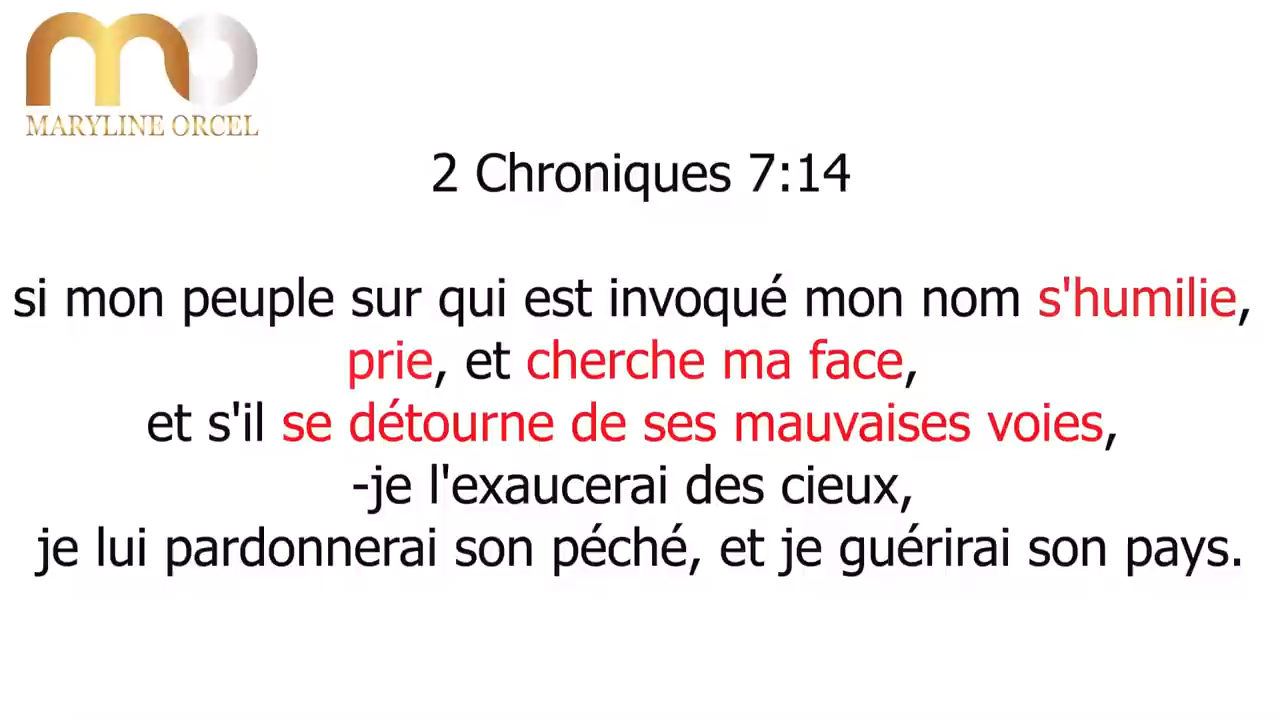 mo
MARYLINE ORCEL
2 Chroniques 7:14
si mon peuple sur qui est invoqué mon nom s'humilie,
prie, et cherche ma face,
et s'il se détourne de ses mauvaises voies,
-je l'exaucerai des cieux,
je lui pardonnerai son péché, et je guérirai son pays.